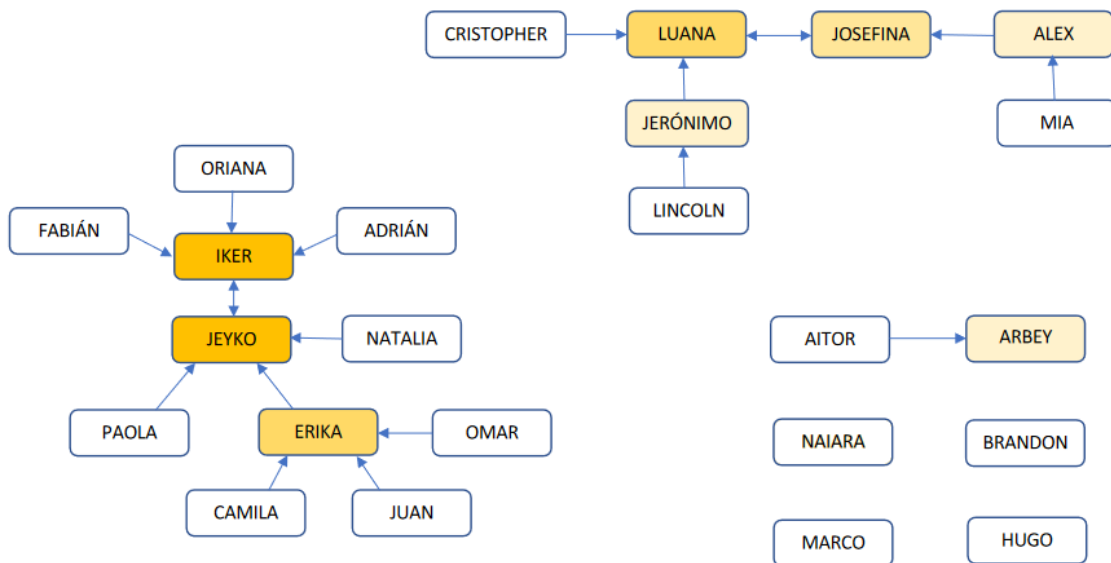 CRISTOPHER
LUANA
JOSEFINA
ALEX
JERÓNIMO
MIA
ORIANA
LINCOLN
FABIÁN
ADRIÁN
IKER
JEYKO
NATALIA
AITOR
ARBEY
PAOLA
ERIKA
OMAR
NAIARA
BRANDON
CAMILA
JUAN
MARCO
HUGO